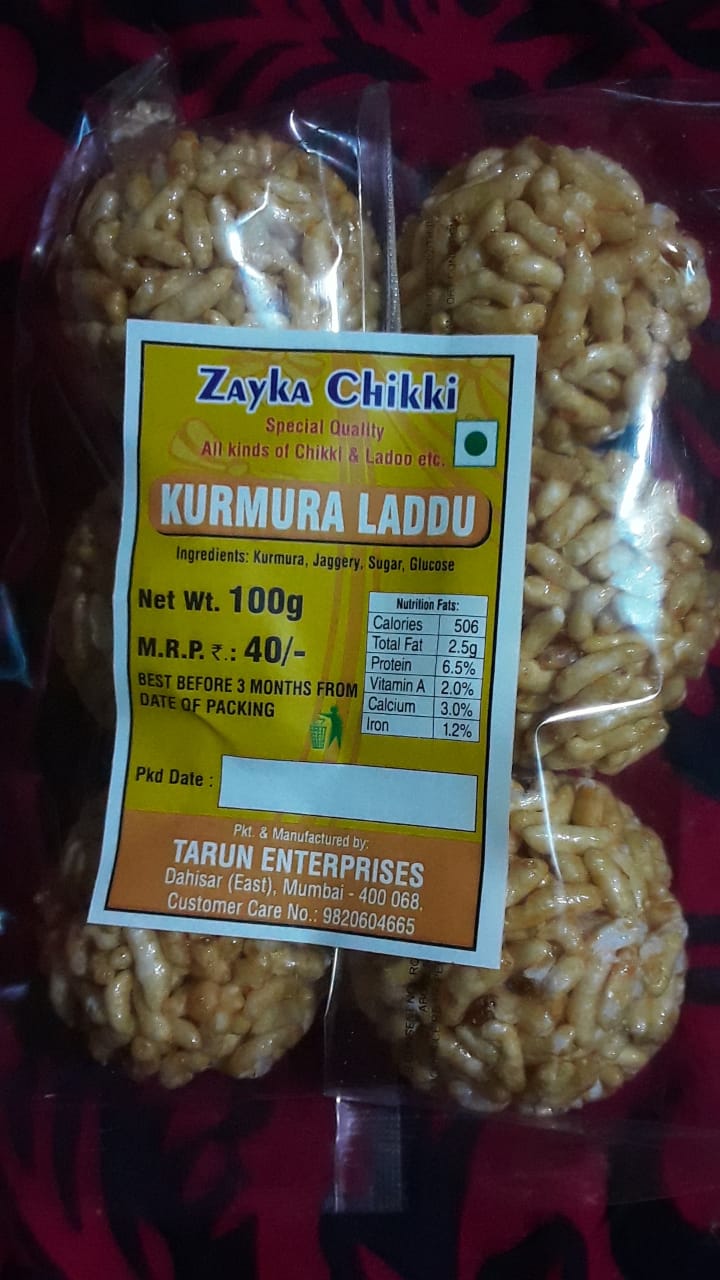 Zayka Chikki
Special Quality
All kinds of Chikki & Ladoo etc.
KURMURA LADDU
Ingredients: Kurmura, Jaggery, Sugar, Glucose
Net Wt. 100g
M.R.P. ₹.: 40/-
BEST BEFORE 3 MONTHS FROM
DATE OF PACKING
Nutrition Fats:
Calories 506
Total Fat 2.5g
Protein 6.5%
Vitamin A 2.0%
Calcium 3.0%
Iron 1.2%
Pkd Date :
Pkt. & Manufactured by:
TARUN ENTERPRISES
Dahisar (East), Mumbai - 400 068.
Customer Care No.: 9820604665